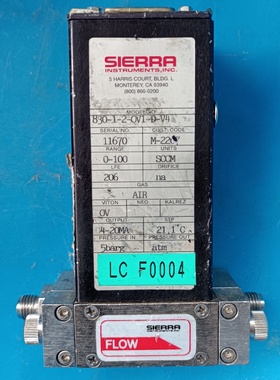 SIERRA
INSTRUMENTS, INC.
5 HARRIS COURT, BLDG. L
MONTEREY, CA 93940
(800) 866-0200
830-1-2-OV1-D-V4
SERIAL NO. CUST. CODE
11670 M-220
RANGE UNITS
0-100 SCCM
LFE ORIFICE
206 na
GAS
AIR
VITON NEO KALREZ
OV
OUTPUT STP
4-20MA 21.1°C
PRESSURE IN PRESSURE OUT
5barg atm
LC F0004
SIERRA
FLOW